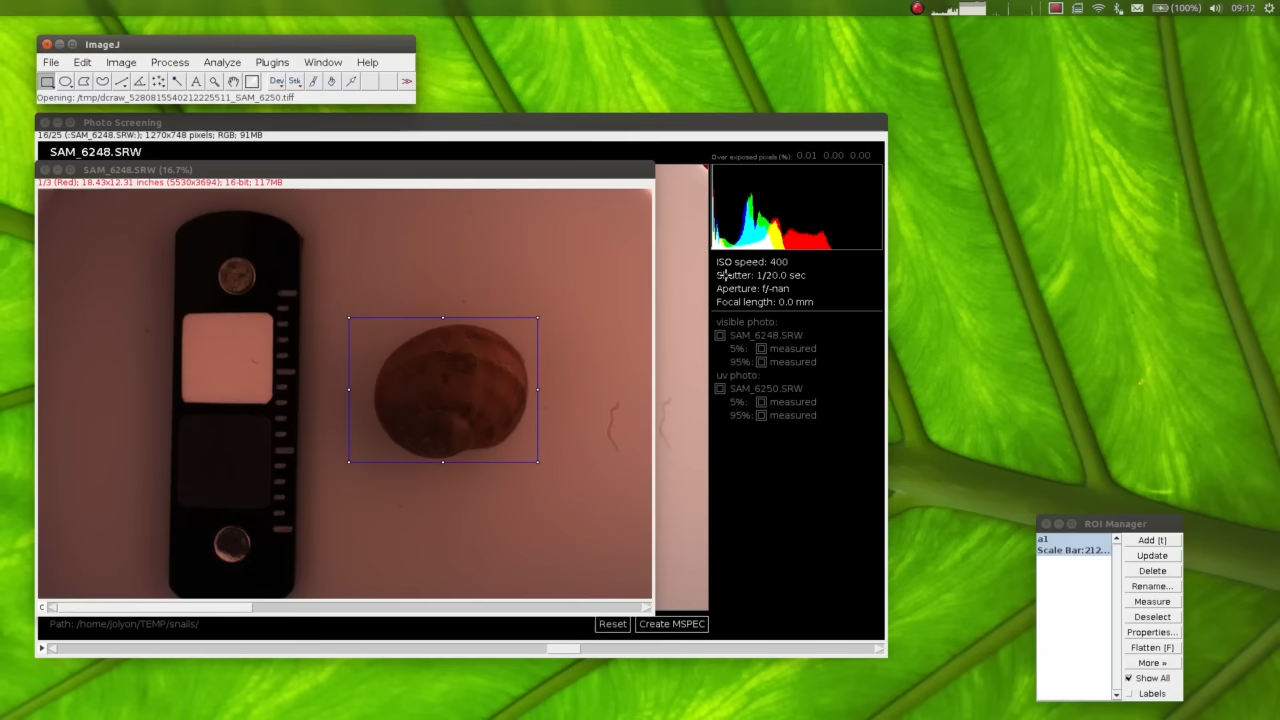 (100%) 09:12
ImageJ
File Edit Image Process Analyze Plugins Window Help
A Dev Stk >>
Opening: /tmp/dcraw_5280815540212225511_SAM_6250.tiff
Photo Screening
16/25 (:SAM_6248.SRW:); 1270x748 pixels; RGB; 91MB
SAM_6248.SRW
Over exposed pixels (%): 0.01 0.00 0.00
SAM_6248.SRW (16.7%)
1/3 (Red); 18.43x12.31 inches (5530x3694); 16-bit; 117MB
ISO speed: 400
Shutter: 1/20.0 sec
Aperture: f/-nan
Focal length: 0.0 mm
visible photo:
SAM_6248.SRW
5%: measured
95%: measured
uv photo:
SAM_6250.SRW
5%: measured
95%: measured
c
Path: /home/jolyon/TEMP/snails/
Reset Create MSPEC
ROI Manager
a1
Scale Bar:212...
Add [t]
Update
Delete
Rename...
Measure
Deselect
Properties...
Flatten [F]
More »
Show All
Labels